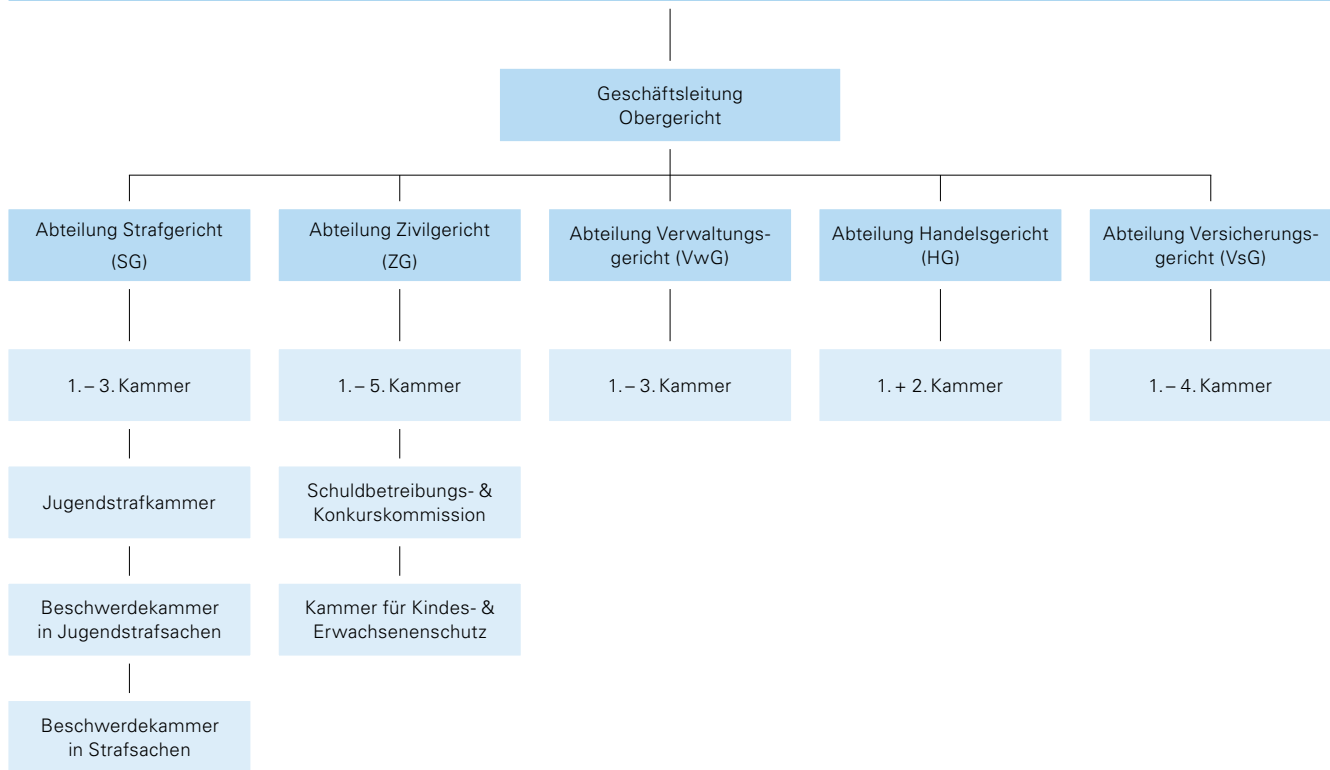 Geschäftsleitung
Obergericht
Abteilung Strafgericht
(SG)
Abteilung Zivilgericht
(ZG)
Abteilung Verwaltungs-
gericht (VwG)
Abteilung Handelsgericht
(HG)
Abteilung Versicherungs-
gericht (VsG)
1. – 3. Kammer
1. – 5. Kammer
1. – 3. Kammer
1. + 2. Kammer
1. – 4. Kammer
Jugendstrafkammer
Schuldbetreibungs- &
Konkurskommission
Beschwerdekammer
in Jugendstrafsachen
Kammer für Kindes- &
Erwachsenenschutz
Beschwerdekammer
in Strafsachen